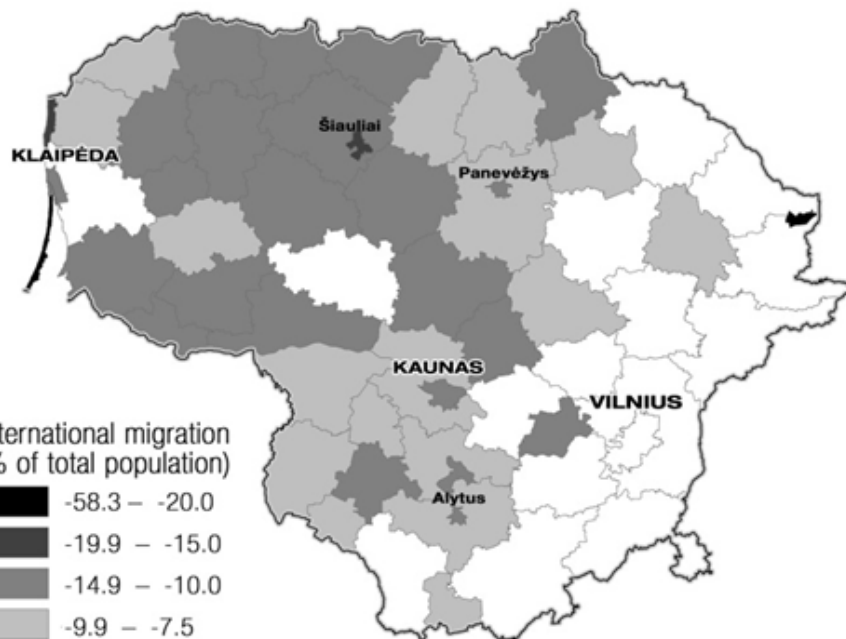 Šiauliai
KLAIPĖDA
Panevėžys
KAUNAS
VILNIUS
Alytus
ternational migration
% of total population)
-58.3 – -20.0
-19.9 – -15.0
-14.9 – -10.0
-9.9 – -7.5